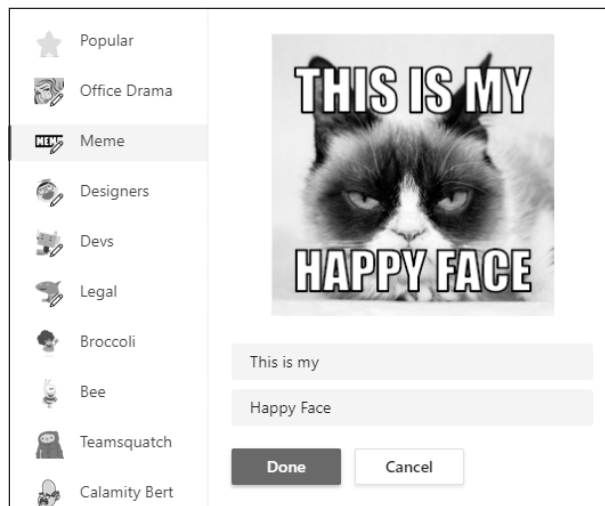 Popular
Office Drama
MEME
Meme
Designers
Devs
Legal
Broccoli
Bee
Teamsquatch
Calamity Bert
THIS IS MY
HAPPY FACE
This is my
Happy Face
Done
Cancel